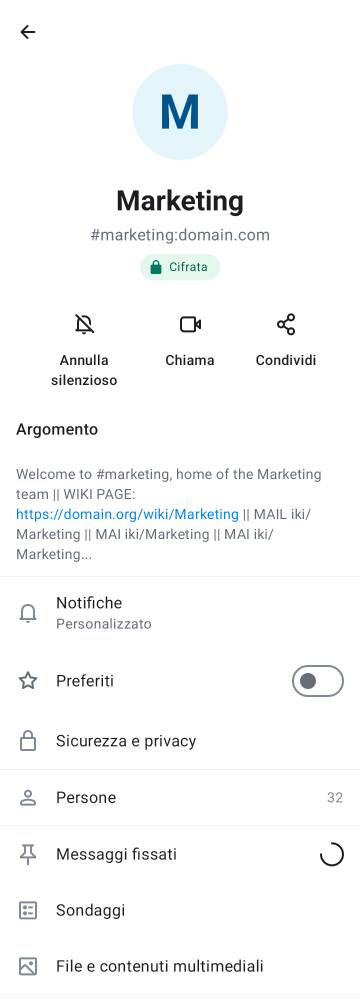 M
Marketing
#marketing:domain.com
Cifrata
Annulla
silenzioso
Chiama
Condividi
Argomento
Welcome to #marketing, home of the Marketing
team || WIKI PAGE:
https://domain.org/wiki/Marketing || MAIL iki/
Marketing || MAI iki/Marketing || MAI iki/
Marketing...
Notifiche
Personalizzato
Preferiti
Sicurezza e privacy
Persone 32
Messaggi fissati
Sondaggi
File e contenuti multimediali